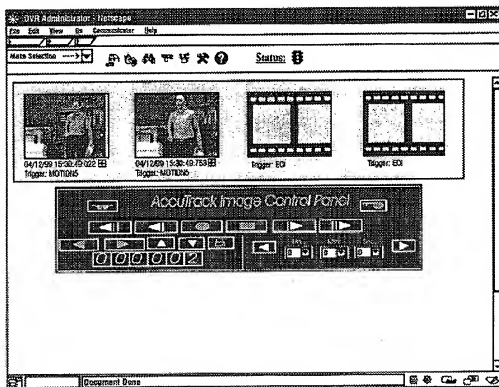 DVR Administrator - Netscape
File Edit View Go Communicator Help
Make Selection ---->
Status:
04/12/99 15:30:49:022
Trigger: MOTION5
04/12/99 15:30:49:753
Trigger: MOTION5
Trigger: EOI
Trigger: EOI
AccuTrack Image Control Panel
000002
Document Done